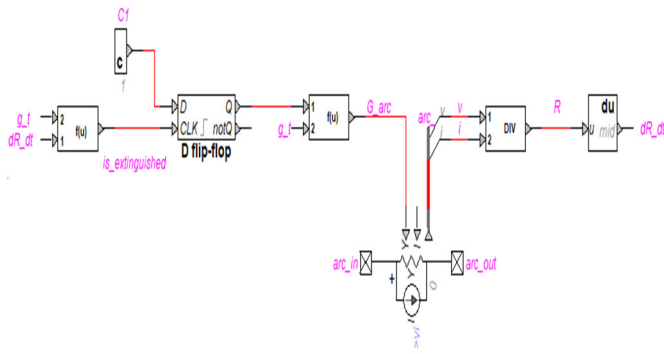 C1
c
1
g_t
dR_dt
2
1
f(u)
is_extinguished
D
Q
CLK
notQ
D flip-flop
1
2
f(u)
g_t
G_arc
arc_
v
i
v
i
1
2
DIV
R
du
u
mid
dR_dt
Y
I
arc_in
Y
arc_out
+
O
I